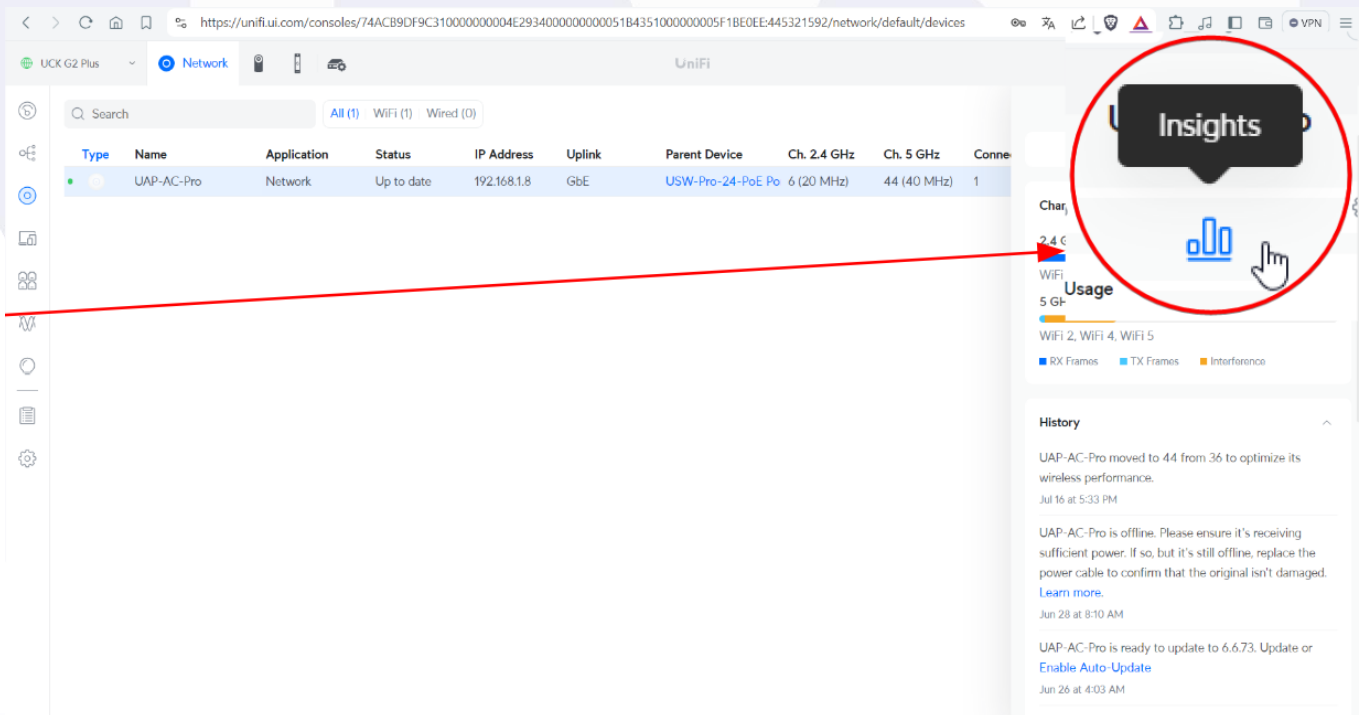 https://unifi.ui.com/consoles/74ACB9DF9C310000000004E293400000000051B4351000000005F1BE0EE:445321592/network/default/devices
VPN
UCK G2 Plus
Network
UniFi
Insights
Search
All (1) WiFi (1) Wired (0)
Type Name Application Status IP Address Uplink Parent Device Ch. 2.4 GHz Ch. 5 GHz Conne
UAP-AC-Pro Network Up to date 192.168.1.8 GbE USW-Pro-24-PoE Po 6 (20 MHz) 44 (40 MHz) 1
Char
2.4 G
WiFi
Usage
5 GH
WiFi 2, WiFi 4, WiFi 5
RX Frames TX Frames Interference
History
UAP-AC-Pro moved to 44 from 36 to optimize its
wireless performance.
Jul 16 at 5:33 PM
UAP-AC-Pro is offline. Please ensure it's receiving
sufficient power. If so, but it's still offline, replace the
power cable to confirm that the original isn't damaged.
Learn more.
Jun 28 at 8:10 AM
UAP-AC-Pro is ready to update to 6.6.73. Update or
Enable Auto-Update
Jun 26 at 4:03 AM